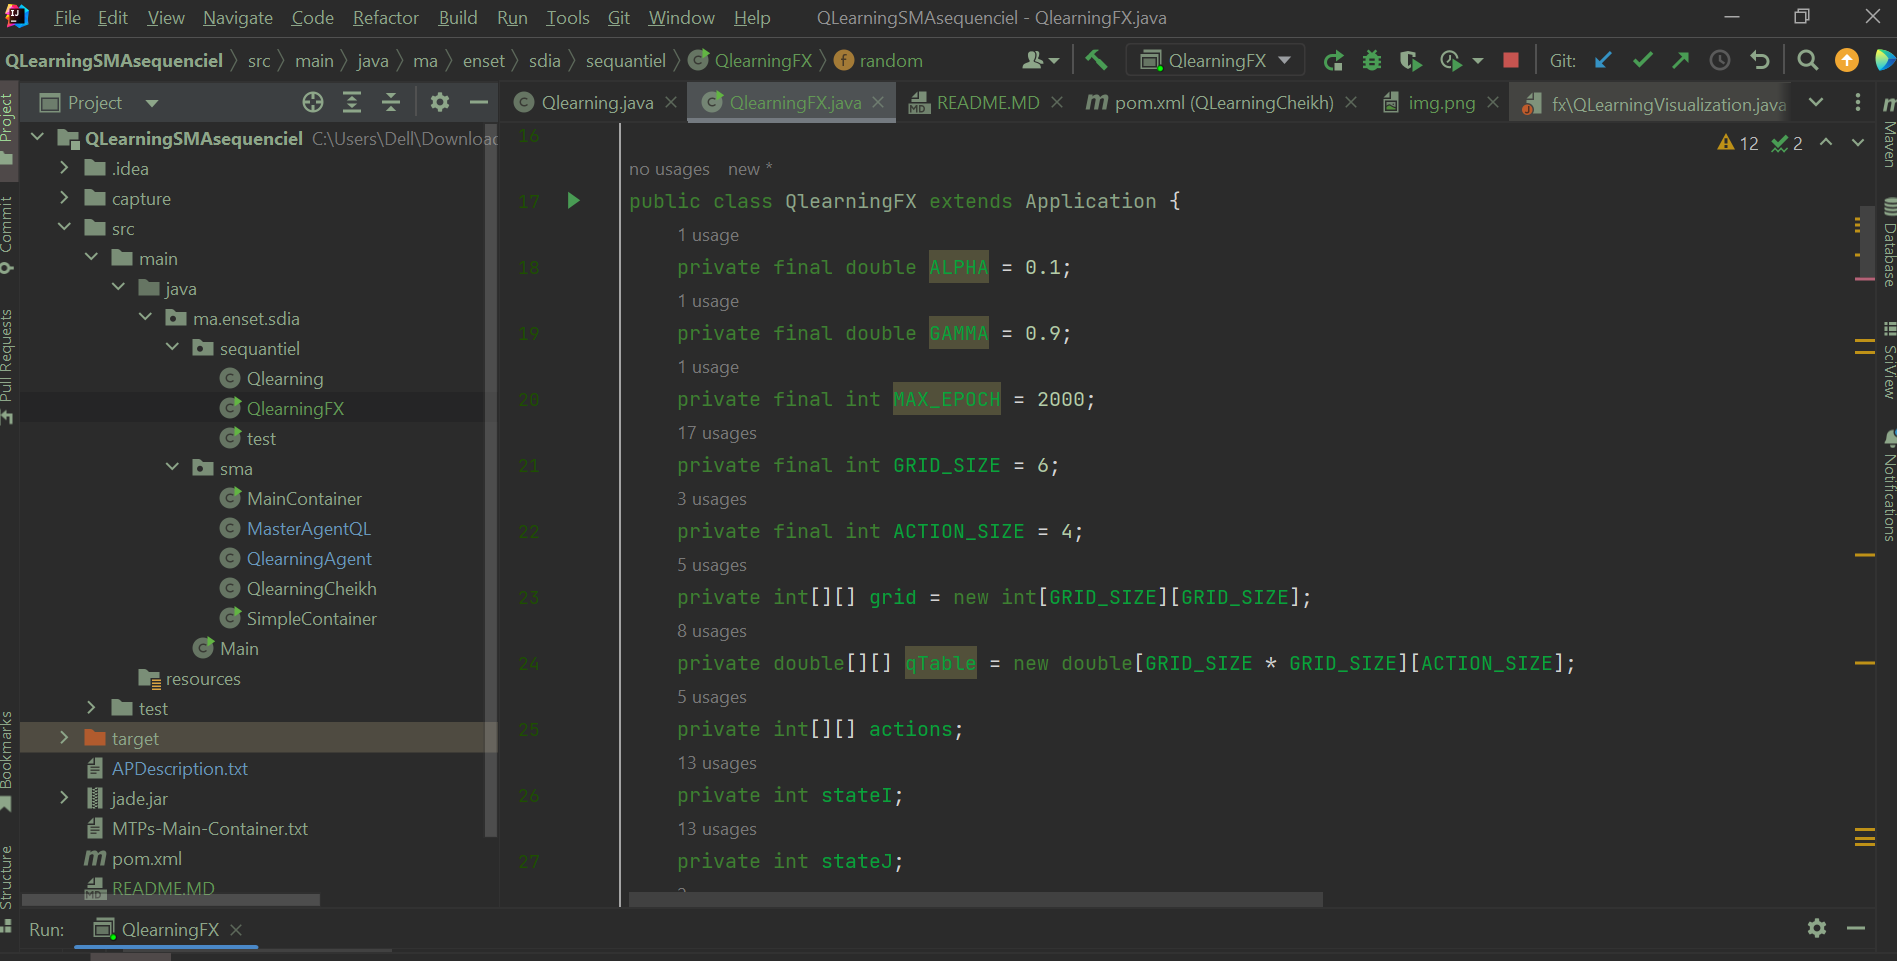 File Edit View Navigate Code Refactor Build Run Tools Git Window Help QLearningSMAsequenciel - QlearningFX.java
QLearningSMAsequenciel src main java ma enset sdia sequantiel QlearningFX random QlearningFX Git:
Project
Qlearning.java QlearningFX.java README.MD pom.xml (QLearningCheikh) img.png fx\QLearningVisualization.java
QLearningSMAsequenciel C:\Users\Dell\Downloac
.idea
capture
src
main
java
ma.enset.sdia
sequantiel
Qlearning
QlearningFX
test
sma
MainContainer
MasterAgentQL
QlearningAgent
QlearningCheikh
SimpleContainer
Main
resources
test
target
APDescription.txt
jade.jar
MTPs-Main-Container.txt
pom.xml
README.MD
16
12 2
no usages new *
17 public class QlearningFX extends Application {
1 usage
18 private final double ALPHA = 0.1;
1 usage
19 private final double GAMMA = 0.9;
1 usage
20 private final int MAX_EPOCH = 2000;
17 usages
21 private final int GRID_SIZE = 6;
3 usages
22 private final int ACTION_SIZE = 4;
5 usages
23 private int[][] grid = new int[GRID_SIZE][GRID_SIZE];
8 usages
24 private double[][] qTable = new double[GRID_SIZE * GRID_SIZE][ACTION_SIZE];
5 usages
25 private int[][] actions;
13 usages
26 private int stateI;
13 usages
27 private int stateJ;
Project
Commit
Pull Requests
Bookmarks
Structure
Maven
Database
SciView
Notifications
Run: QlearningFX